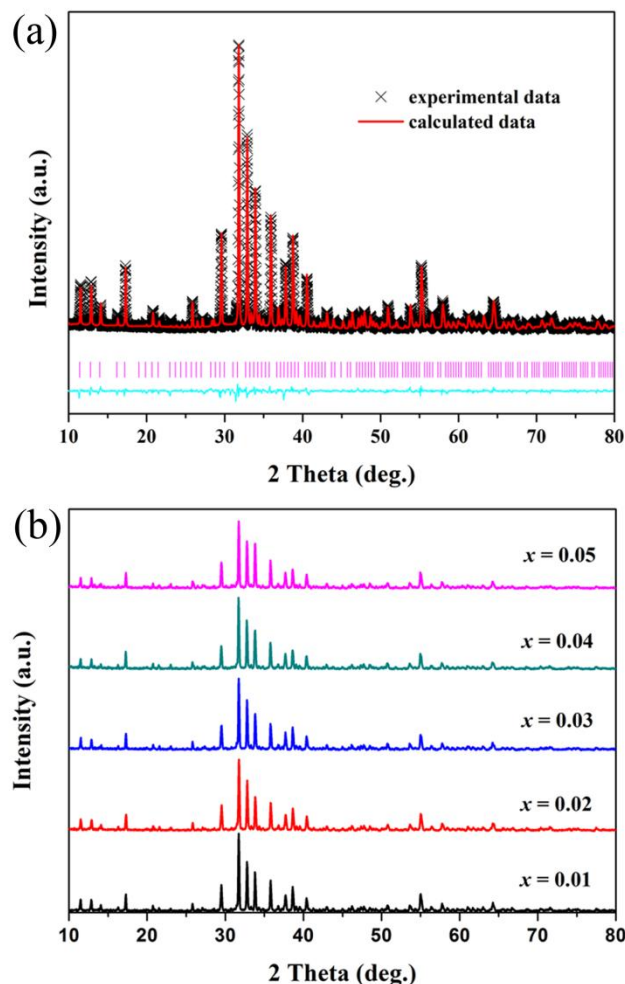 (a)
experimental data
calculated data
Intensity (a.u.)
10 20 30 40 50 60 70 80
2 Theta (deg.)
(b)
x = 0.05
x = 0.04
x = 0.03
x = 0.02
x = 0.01
Intensity (a.u.)
10 20 30 40 50 60 70 80
2 Theta (deg.)